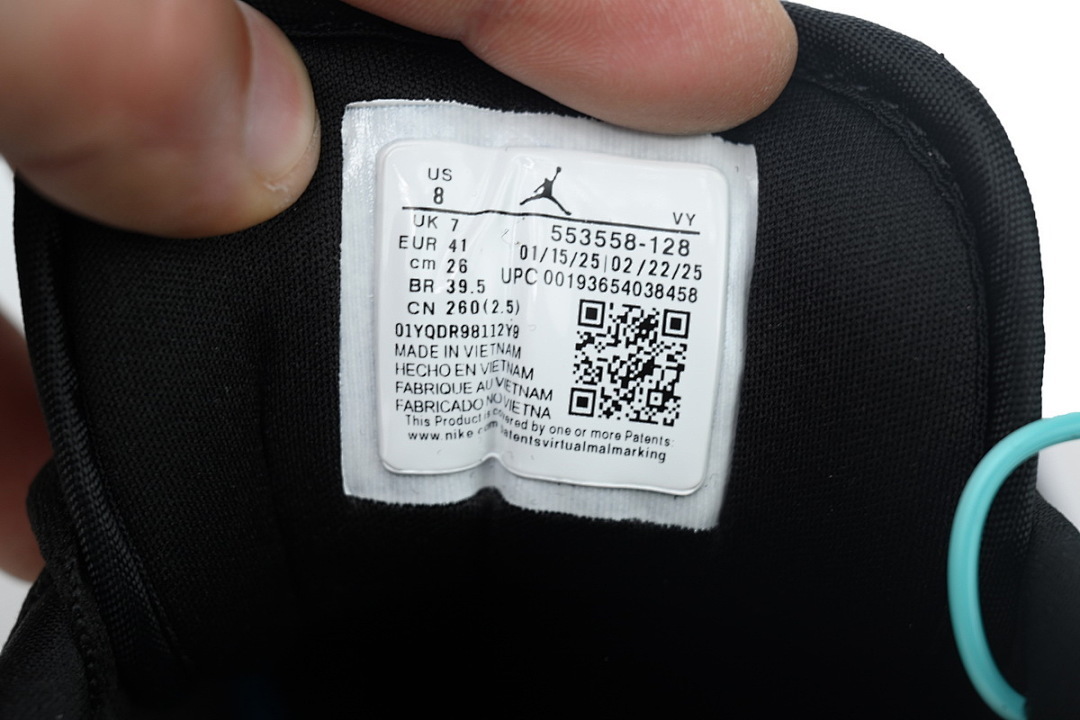 US
8
VY
UK 7
553558-128
EUR 41
01/15/25|02/22/25
cm 26
UPC 00193654038458
BR 39.5
CN 260(2.5)
01YQDR98112Y9
MADE IN VIETNAM
HECHO EN VIETNAM
FABRIQUE AU VIETNAM
FABRICADO NO VIETNA
This Product is covered by one or more Patents:
www.nike com patentsvirtualmalmarking